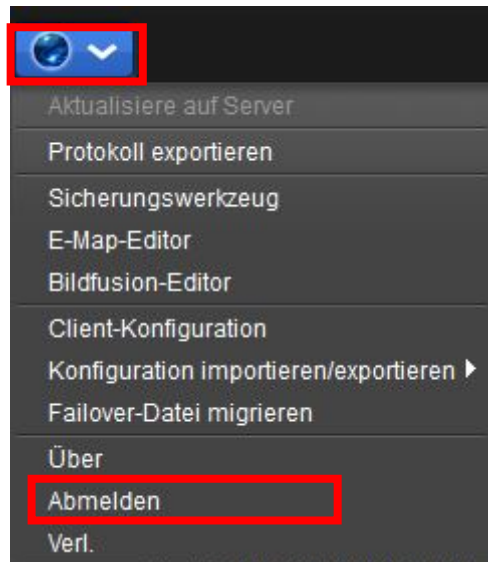 Aktualisiere auf Server
Protokoll exportieren
Sicherungswerkzeug
E-Map-Editor
Bildfusion-Editor
Client-Konfiguration
Konfiguration importieren/exportieren
Failover-Datei migrieren
Über
Abmelden
Verl.